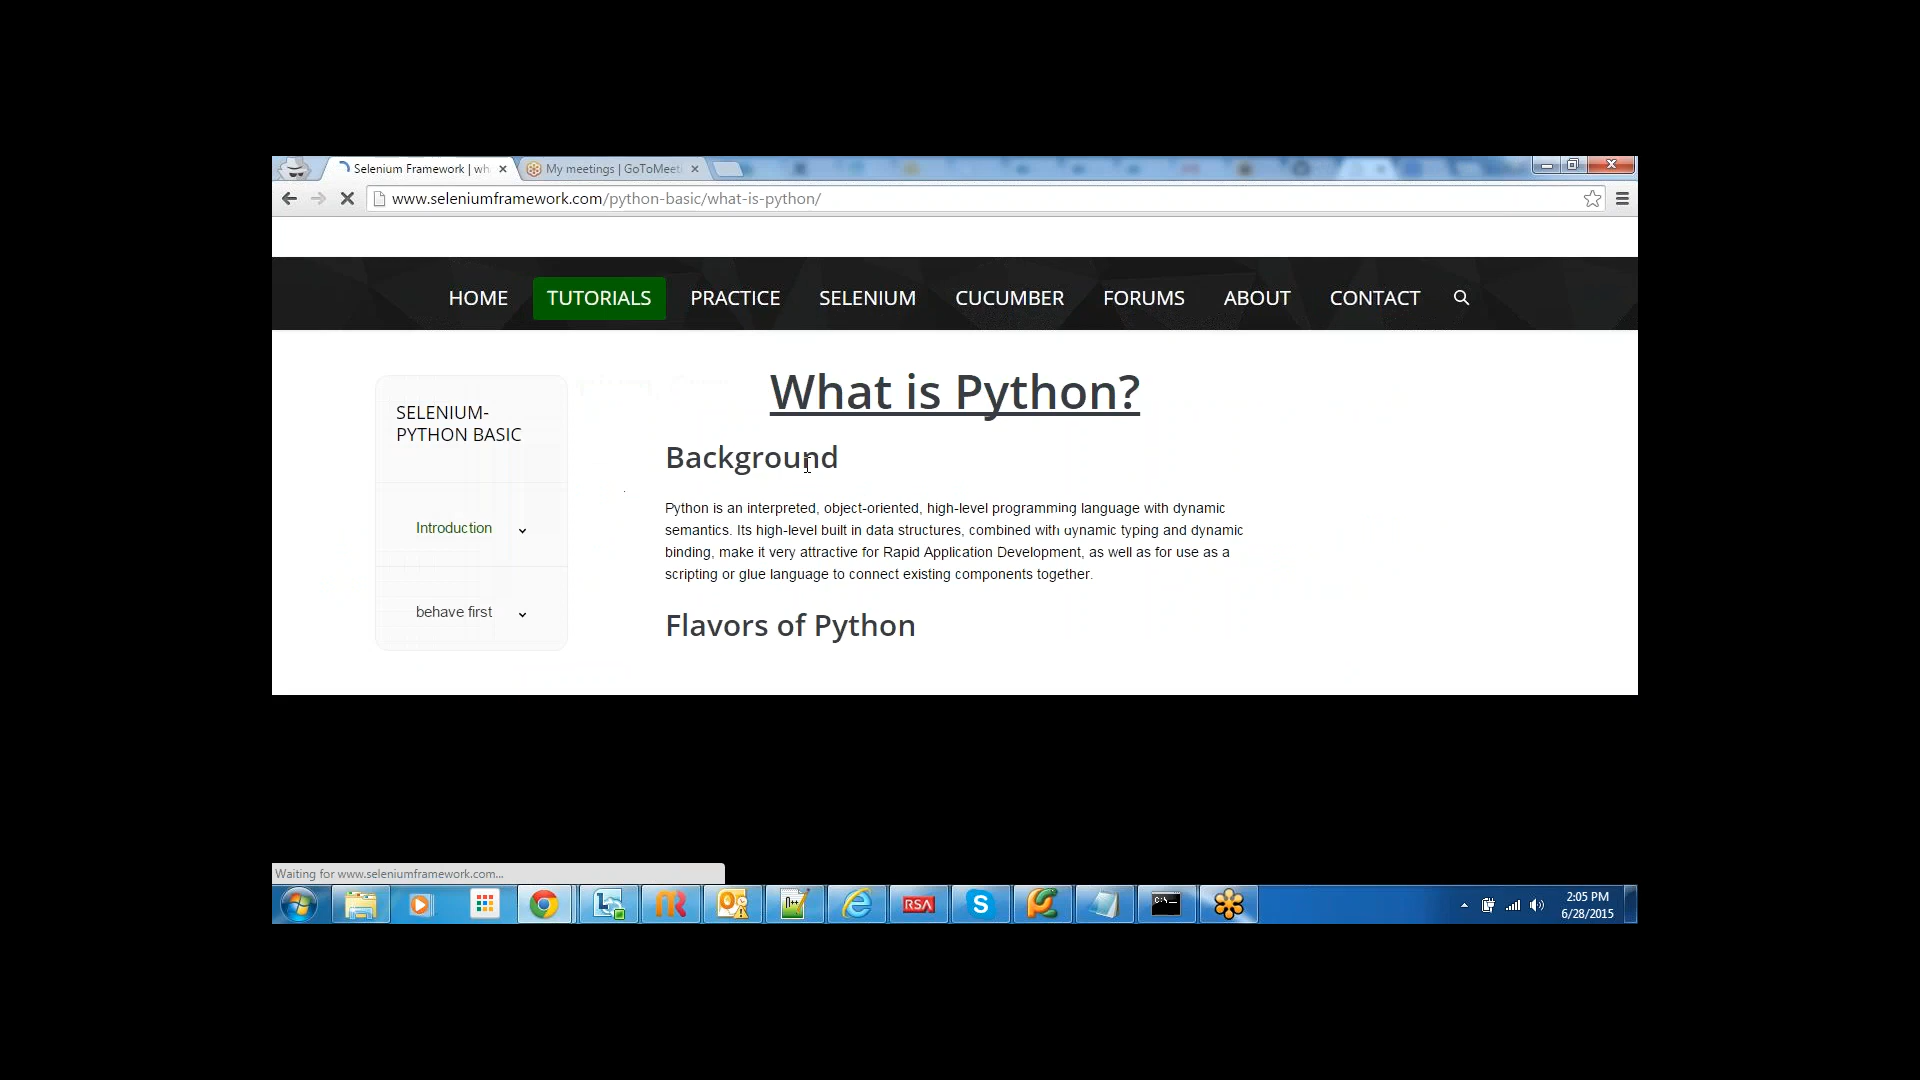 Selenium Framework | wh
My meetings | GoToMeeti
www.seleniumframework.com/python-basic/what-is-python/
HOME TUTORIALS PRACTICE SELENIUM CUCUMBER FORUMS ABOUT CONTACT
What is Python?
SELENIUM-
PYTHON BASIC
Introduction
behave first
Background
Python is an interpreted, object-oriented, high-level programming language with dynamic
semantics. Its high-level built in data structures, combined with dynamic typing and dynamic
binding, make it very attractive for Rapid Application Development, as well as for use as a
scripting or glue language to connect existing components together.
Flavors of Python
Waiting for www.seleniumframework.com...
RSA
2:05 PM
6/28/2015